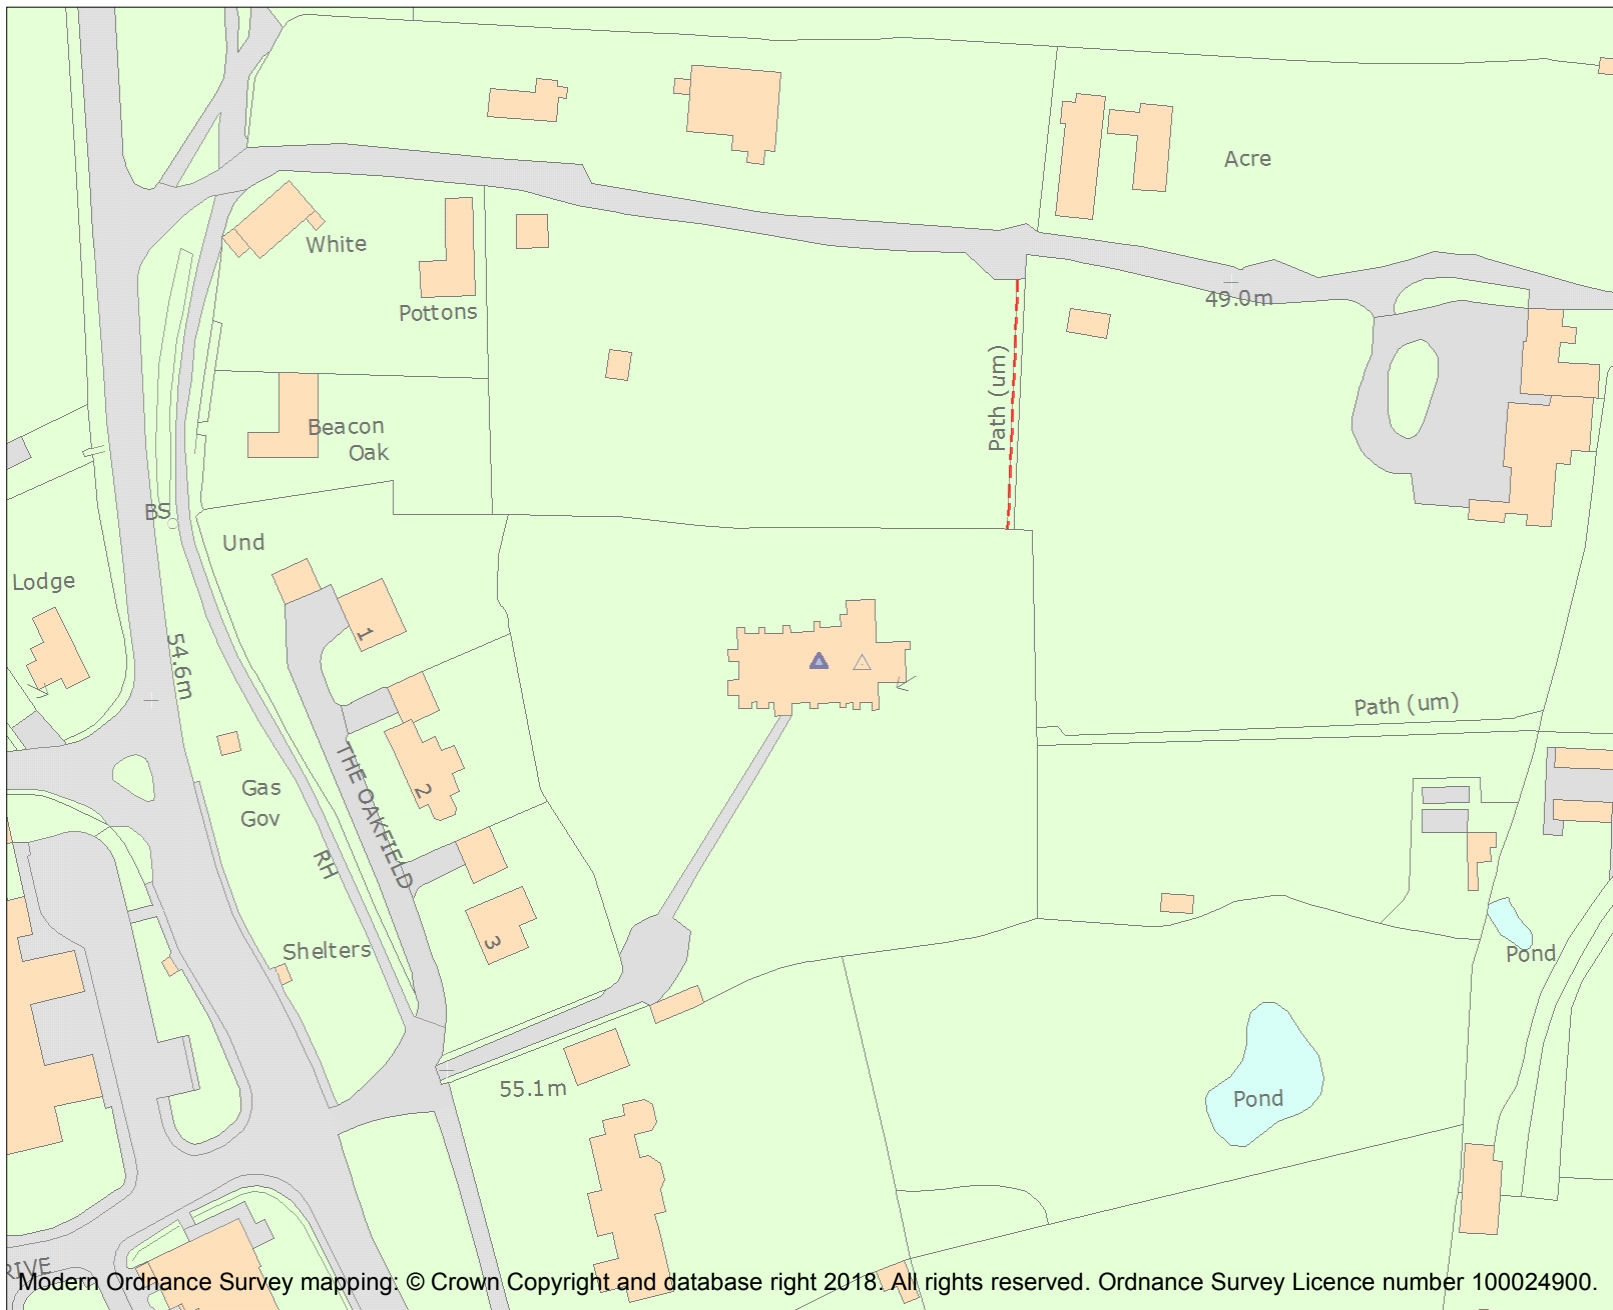 Acre
White
49.0m
Pottons
Path (um)
Beacon
Oak
BS
Und
Lodge
1
54.6m
Path (um)
THE OAKFIELD
2
Gas
Gov
RH
3
Shelters
Pond
55.1m
Pond
RIVE
Modern Ordnance Survey mapping: © Crown Copyright and database right 2018. All rights reserved. Ordnance Survey Licence number 100024900.